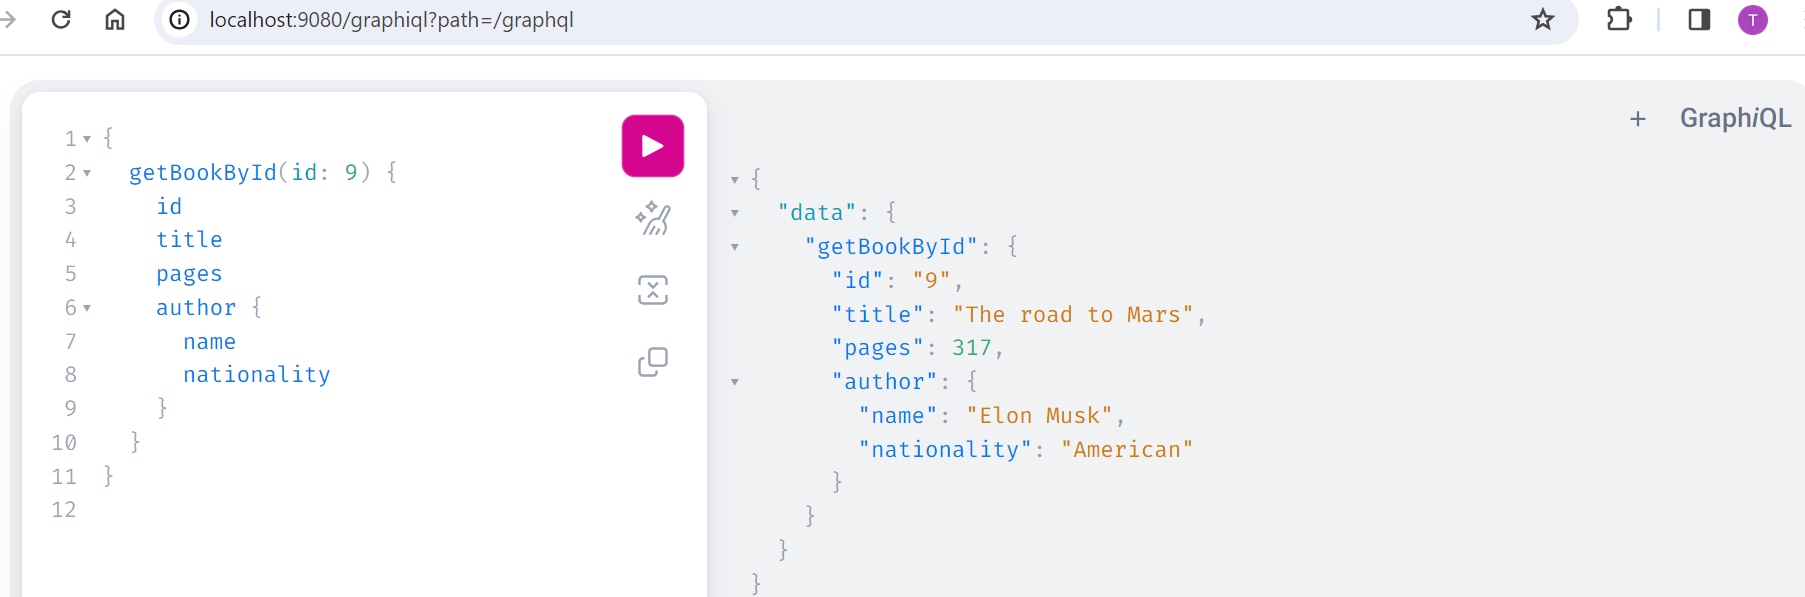 localhost:9080/graphiql?path=/graphql
T
1 {
2   getBookById(id: 9) {
3     id
4     title
5     pages
6     author {
7       name
8       nationality
9     }
10   }
11 }
12
+ GraphiQL
{
  "data": {
    "getBookById": {
      "id": "9",
      "title": "The road to Mars",
      "pages": 317,
      "author": {
        "name": "Elon Musk",
        "nationality": "American"
      }
    }
  }
}